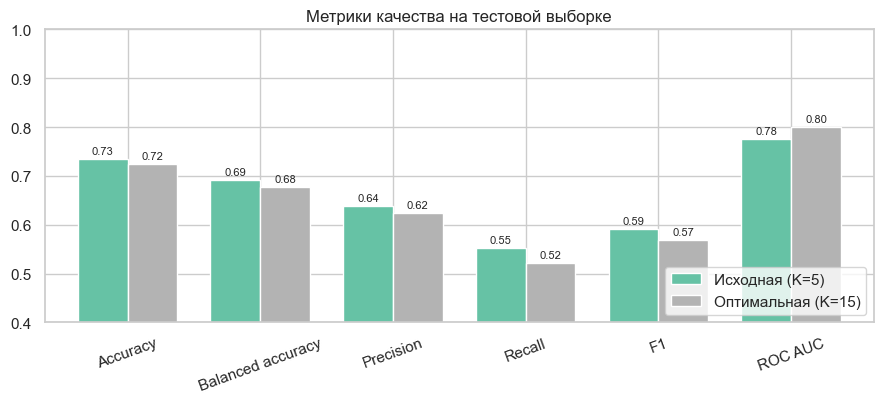 Метрики качества на тестовой выборке
1.0
0.9
0.8
0.7
0.6
0.5
0.4
0.73
0.72
0.69
0.68
0.64
0.62
0.55
0.52
0.59
0.57
0.78
0.80
Исходная (K=5)
Оптимальная (K=15)
Accuracy
Balanced accuracy
Precision
Recall
F1
ROC AUC